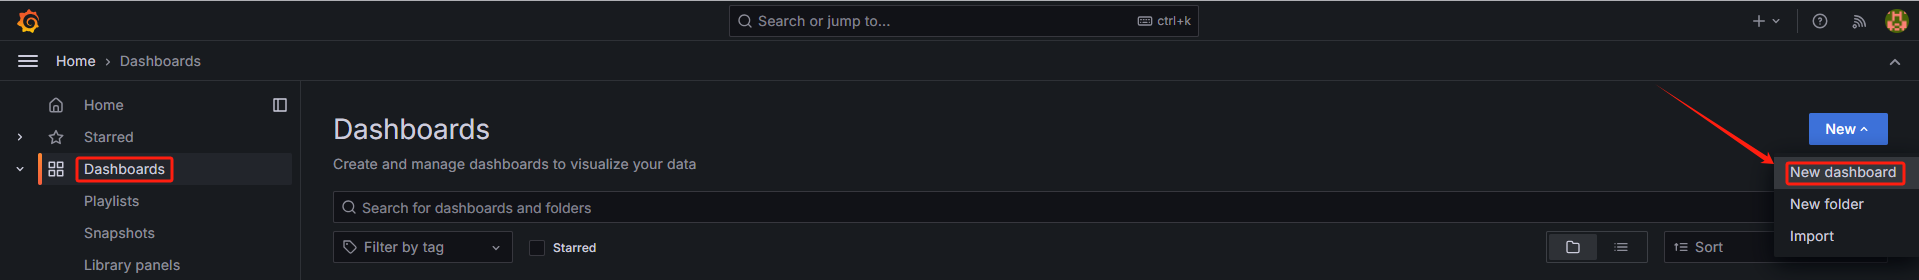 Search or jump to...
ctrl+k
Home › Dashboards
Home
Starred
Dashboards
Playlists
Snapshots
Library panels
Dashboards
Create and manage dashboards to visualize your data
New
New dashboard
New folder
Import
Search for dashboards and folders
Filter by tag
Starred
Sort